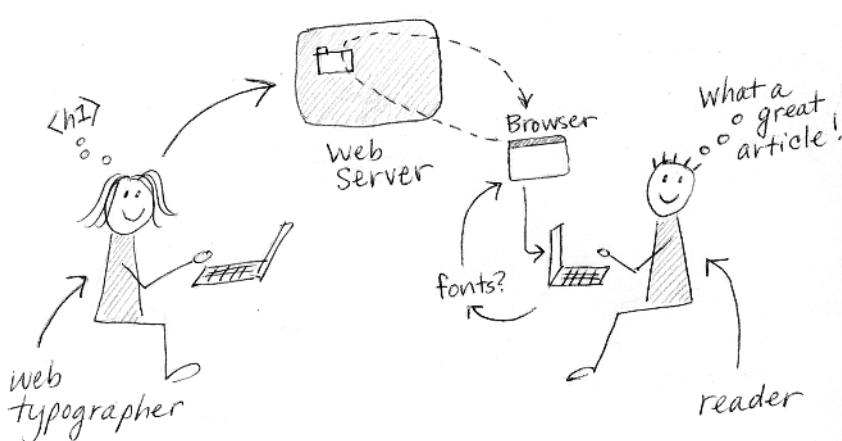 <h1>
Web
Server
Browser
What a
great
article!
fonts?
web
typographer
reader